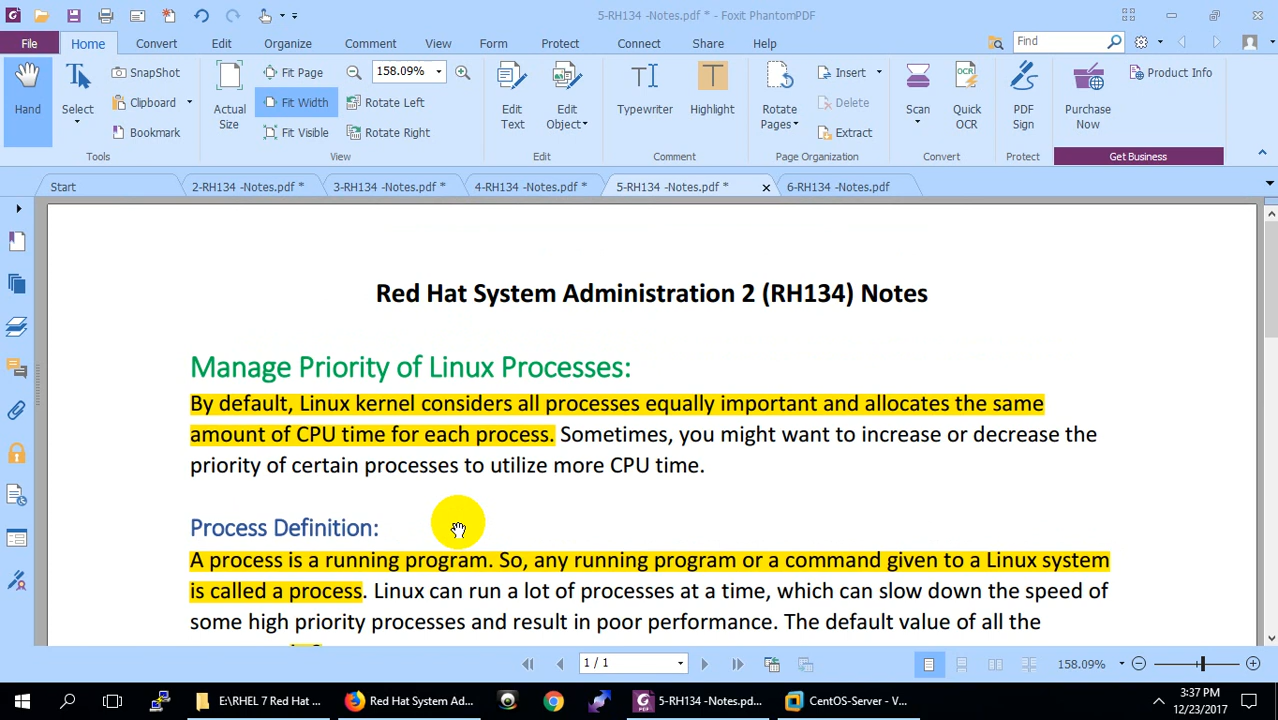 5-RH134 -Notes.pdf * - Foxit PhantomPDF
File Home Convert Edit Organize Comment View Form Protect Connect Share Help Find
Hand
Select
SnapShot
Clipboard
Bookmark
Tools
Actual Size
Fit Page
Fit Width
Fit Visible
158.09%
Rotate Left
Rotate Right
View
Edit Text
Edit Object
Edit
Typewriter
Highlight
Comment
Rotate Pages
Insert
Delete
Extract
Page Organization
Scan
Quick OCR
Convert
PDF Sign
Protect
Purchase Now
Product Info
Get Business
Start 2-RH134 -Notes.pdf * 3-RH134 -Notes.pdf * 4-RH134 -Notes.pdf * 5-RH134 -Notes.pdf * 6-RH134 -Notes.pdf
Red Hat System Administration 2 (RH134) Notes
Manage Priority of Linux Processes:
By default, Linux kernel considers all processes equally important and allocates the same
amount of CPU time for each process. Sometimes, you might want to increase or decrease the
priority of certain processes to utilize more CPU time.
Process Definition:
A process is a running program. So, any running program or a command given to a Linux system
is called a process. Linux can run a lot of processes at a time, which can slow down the speed of
some high priority processes and result in poor performance. The default value of all the
1 / 1
158.09%
E:\RHEL 7 Red Hat ... Red Hat System Ad... 5-RH134 -Notes.pd... CentOS-Server - V...
3:37 PM
12/23/2017